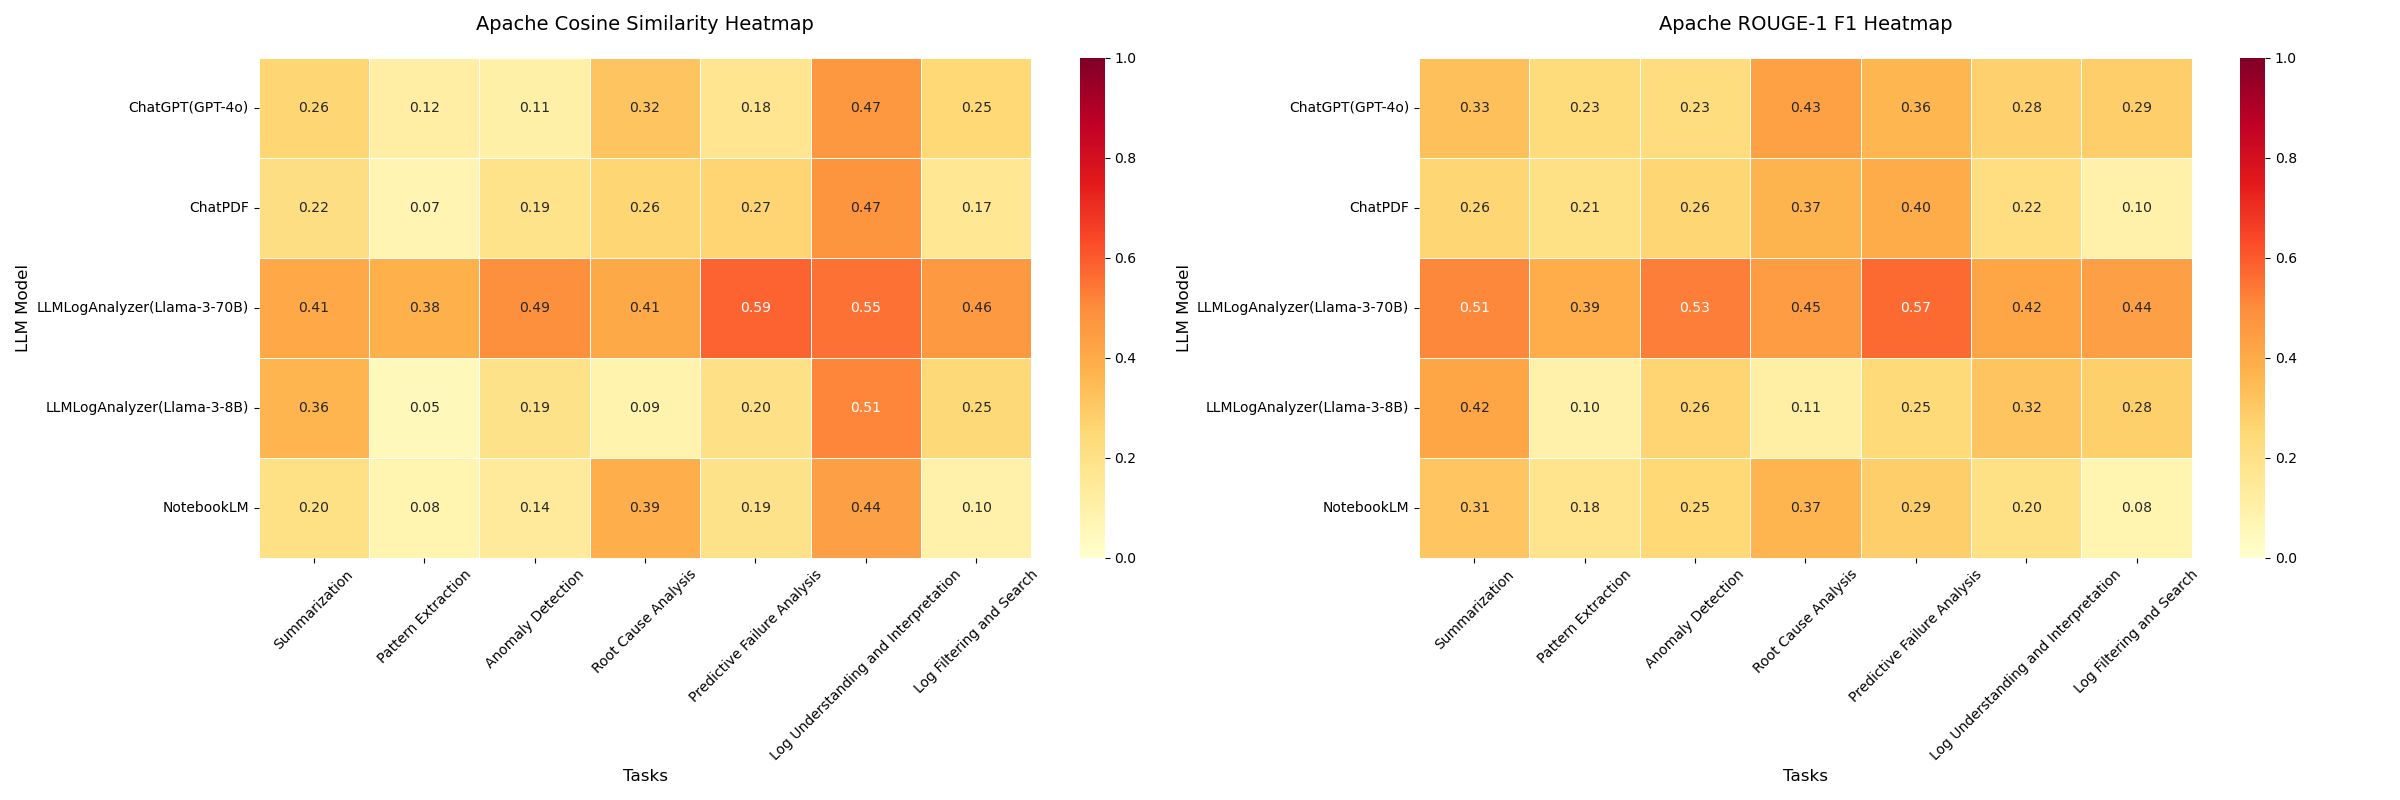 Apache Cosine Similarity Heatmap
LLM Model
ChatGPT(GPT-4o) 0.26 0.12 0.11 0.32 0.18 0.47 0.25
ChatPDF 0.22 0.07 0.19 0.26 0.27 0.47 0.17
LLMLogAnalyzer(Llama-3-70B) 0.41 0.38 0.49 0.41 0.59 0.55 0.46
LLMLogAnalyzer(Llama-3-8B) 0.36 0.05 0.19 0.09 0.20 0.51 0.25
NotebookLM 0.20 0.08 0.14 0.39 0.19 0.44 0.10
Summarization
Pattern Extraction
Anomaly Detection
Root Cause Analysis
Predictive Failure Analysis
Log Understanding and Interpretation
Log Filtering and Search
Tasks
1.0
0.8
0.6
0.4
0.2
0.0
Apache ROUGE-1 F1 Heatmap
LLM Model
ChatGPT(GPT-4o) 0.33 0.23 0.23 0.43 0.36 0.28 0.29
ChatPDF 0.26 0.21 0.26 0.37 0.40 0.22 0.10
LLMLogAnalyzer(Llama-3-70B) 0.51 0.39 0.53 0.45 0.57 0.42 0.44
LLMLogAnalyzer(Llama-3-8B) 0.42 0.10 0.26 0.11 0.25 0.32 0.28
NotebookLM 0.31 0.18 0.25 0.37 0.29 0.20 0.08
Summarization
Pattern Extraction
Anomaly Detection
Root Cause Analysis
Predictive Failure Analysis
Log Understanding and Interpretation
Log Filtering and Search
Tasks
1.0
0.8
0.6
0.4
0.2
0.0